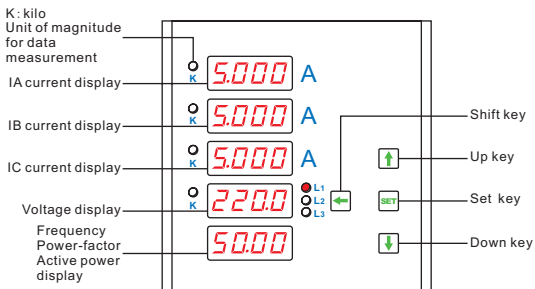 K: kilo
Unit of magnitude
for data
measurement
K
5.000 A
IA current display
K
5.000 A
IB current display
K
5.000 A
IC current display
K
220.0
L1
L2
L3
Voltage display
50.00
Frequency
Power-factor
Active power
display
Shift key
Up key
SET
Set key
Down key